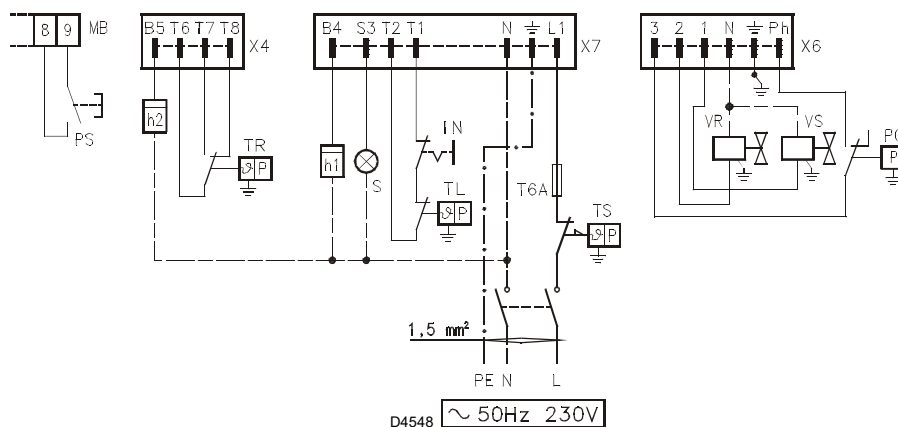 8 9 MB
B5 T6 T7 T8 X4
B4 S3 T2 T1 N L1 X7
3 2 1 N Ph X6
PS
h2
TR
ϑ P
h1
S
IN
TL
ϑ P
T6A
TS
ϑ P
VR
VS
P
1,5 mm²
PE N L
D4548 ~ 50Hz 230V